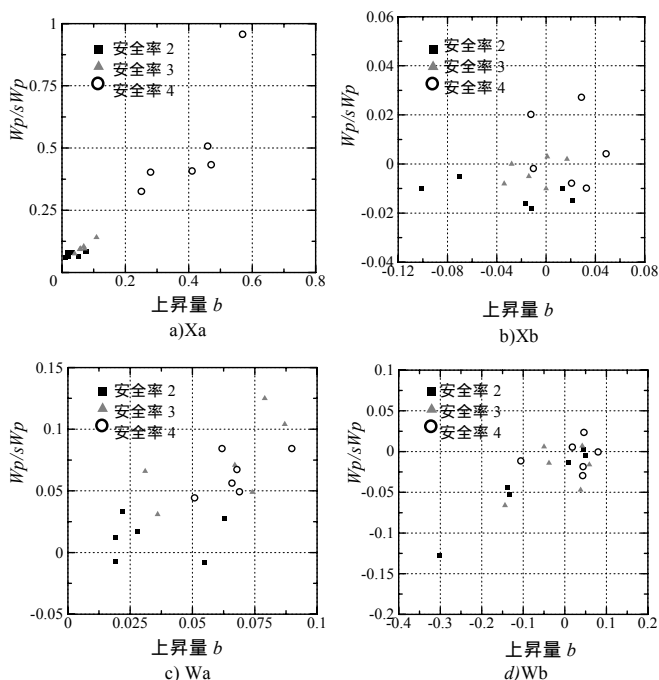 1
0.75
0.5
0.25
0
0 0.2 0.4 0.6 0.8
Wp/sWp
安全率 2
安全率 3
安全率 4
上昇量 b
a)Xa
0.06
0.04
0.02
0
-0.02
-0.04
-0.12 -0.08 -0.04 0 0.04 0.08
Wp/sWp
安全率 2
安全率 3
安全率 4
上昇量 b
b)Xb
0.15
0.1
0.05
0
-0.05
0 0.025 0.05 0.075 0.1
Wp/sWp
安全率 2
安全率 3
安全率 4
上昇量 b
c) Wa
0.1
0.05
0
-0.05
-0.1
-0.15
-0.2
-0.4 -0.3 -0.2 -0.1 0 0.1 0.2
Wp/sWp
安全率 2
安全率 3
安全率 4
上昇量 b
d)Wb